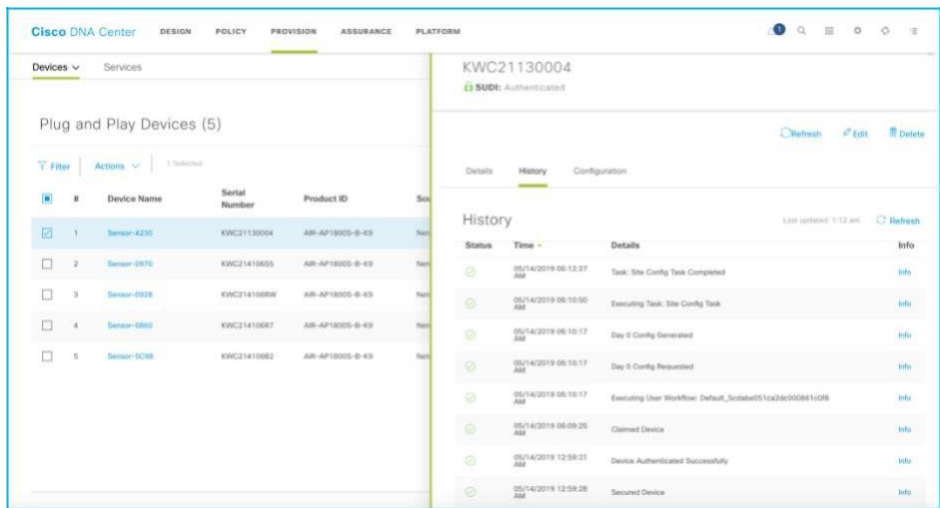 Cisco DNA Center DESIGN POLICY PROVISION ASSURANCE PLATFORM 1
Devices Services
Plug and Play Devices (5)
Filter Actions 1 Selected
# Device Name Serial Number Product ID
1 Sensor-4230 KWC21130004 AIR-AP1800S-B-K9
2 Sensor-0970 AIR-AP1800S-B-K9
3 Sensor-0928 KWC214106RW AIR-AP1800S-B-K9
4 Sensor-0860 KWC214106R7 AIR-AP1800S-B-K9
5 AIR-AP1800S-B-K9
KWC21130004
SUDI: Authenticated
Refresh Edit Delete
Details History Configuration
History Last updated: 1:12 am Refresh
Status Time Details Info
05/14/2019 06:12:37 AM Task: Site Config Task Completed Info
05/14/2019 06:10:50 AM Executing Task: Site Config Task Info
05/14/2019 06:10:17 AM Day 0 Config Generated Info
05/14/2019 06:10:17 AM Day 0 Config Requested Info
05/14/2019 06:10:17 AM Executing User Workflow: Info
05/14/2019 06:09:25 AM Claimed Device Info
05/14/2019 12:59:31 AM Device Authenticated Successfully Info
05/14/2019 12:59:28 AM Secured Device Info